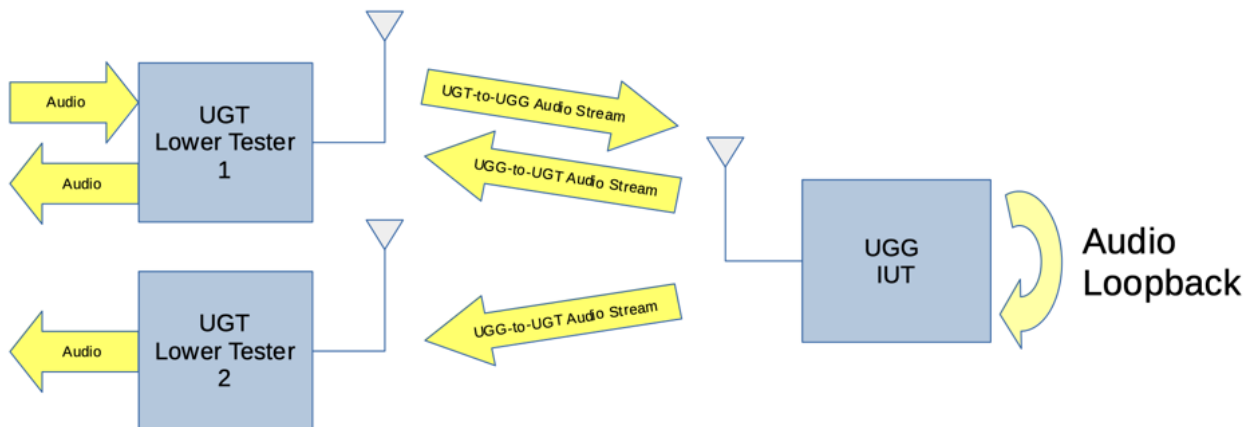 Audio
Audio
UGT
Lower Tester
1
UGT-to-UGG Audio Stream
UGG-to-UGT Audio Stream
UGG
IUT
Audio
Loopback
Audio
UGT
Lower Tester
2
UGG-to-UGT Audio Stream